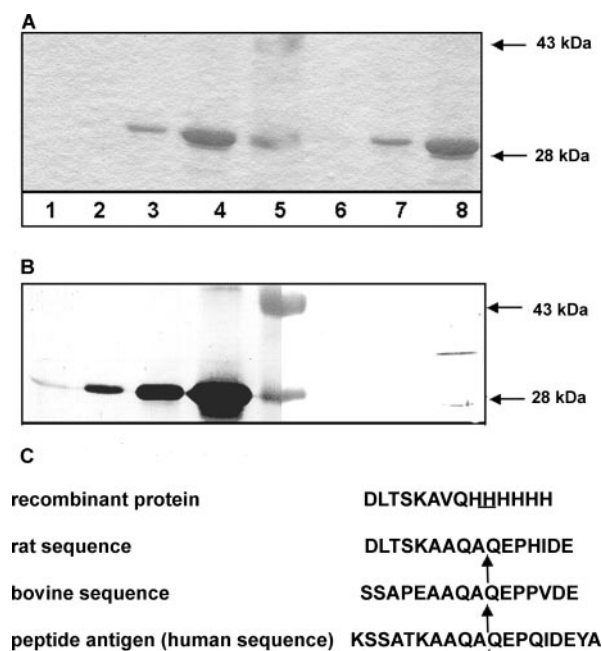 A
43 kDa
28 kDa
1 2 3 4 5 6 7 8
B
43 kDa
28 kDa
C
recombinant protein DLTSKAVQHHHHHH
rat sequence DLTSKAAQAQEPHIDE
bovine sequence SSAPEAAQAQEPPVDE
peptide antigen (human sequence) KSSATKAAQAQEPQIDEYA